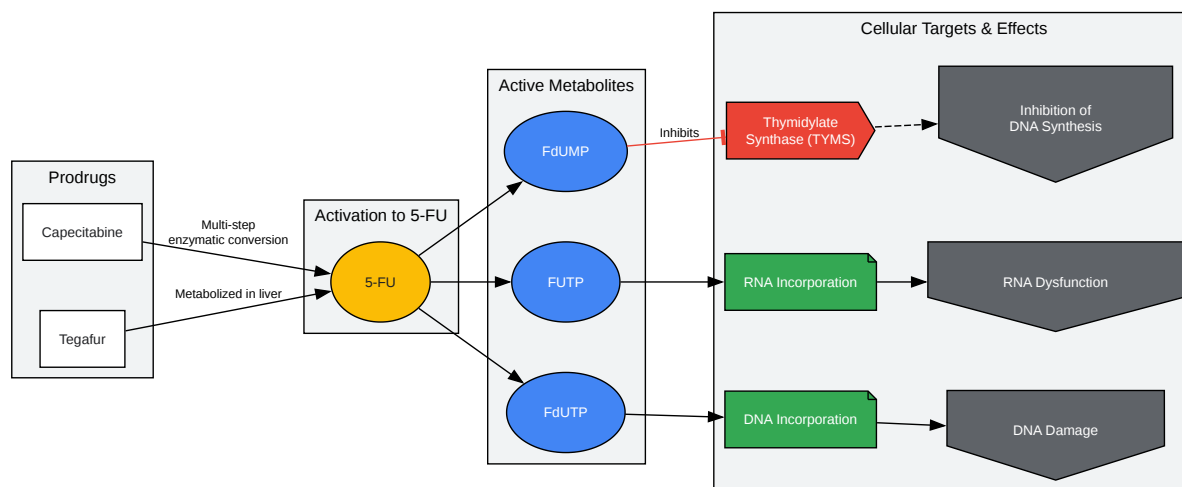 Prodrugs
Capecitabine
Tegafur
Multi-step
enzymatic conversion
Metabolized in liver
Activation to 5-FU
5-FU
Active Metabolites
FdUMP
FUTP
FdUTP
Inhibits
Cellular Targets & Effects
Thymidylate
Synthase (TYMS)
Inhibition of
DNA Synthesis
RNA Incorporation
RNA Dysfunction
DNA Incorporation
DNA Damage